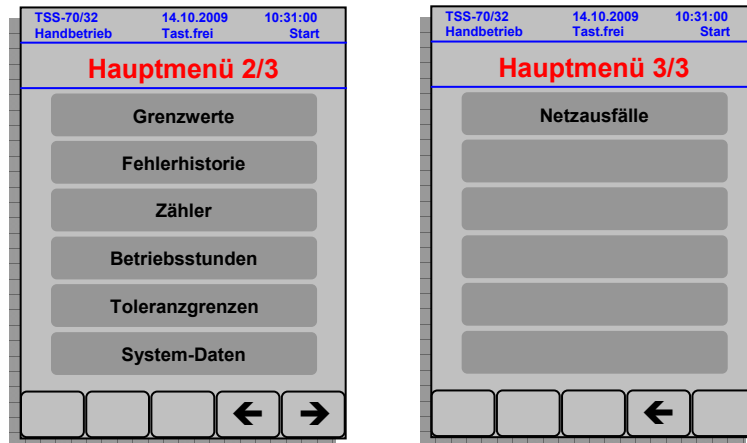 TSS-70/32 14.10.2009 10:31:00
Handbetrieb Tast.frei Start
Hauptmenü 2/3
Grenzwerte
Fehlerhistorie
Zähler
Betriebsstunden
Toleranzgrenzen
System-Daten
TSS-70/32 14.10.2009 10:31:00
Handbetrieb Tast.frei Start
Hauptmenü 3/3
Netzausfälle